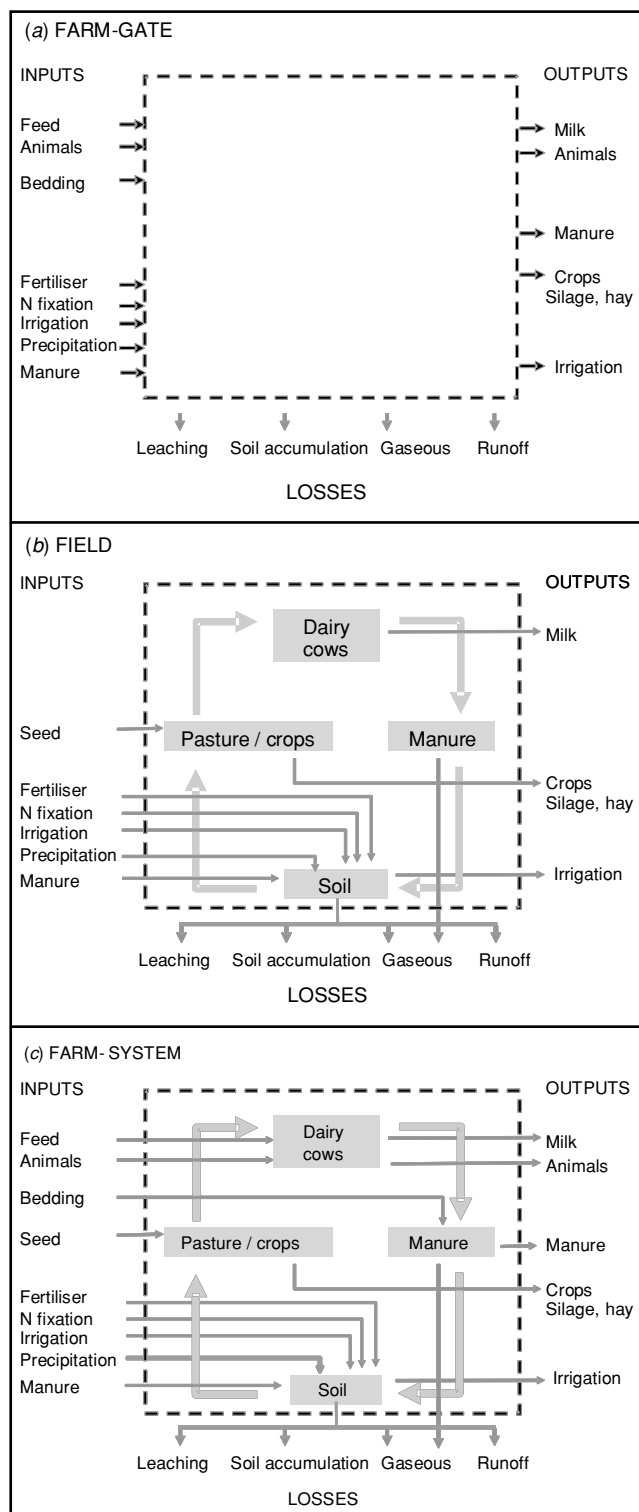 (a) FARM-GATE
INPUTS
OUTPUTS
Feed
Animals
Bedding
Fertiliser
N fixation
Irrigation
Precipitation
Manure
Milk
Animals
Manure
Crops
Silage, hay
Irrigation
Leaching Soil accumulation Gaseous Runoff
LOSSES
(b) FIELD
INPUTS
OUTPUTS
Dairy
cows
Milk
Seed
Pasture / crops
Manure
Fertiliser
N fixation
Irrigation
Precipitation
Manure
Crops
Silage, hay
Soil
Irrigation
Leaching Soil accumulation Gaseous Runoff
LOSSES
(c) FARM- SYSTEM
INPUTS
OUTPUTS
Feed
Animals
Dairy
cows
Milk
Animals
Bedding
Seed
Pasture / crops
Manure
Manure
Fertiliser
N fixation
Irrigation
Precipitation
Manure
Crops
Silage, hay
Soil
Irrigation
Leaching Soil accumulation Gaseous Runoff
LOSSES